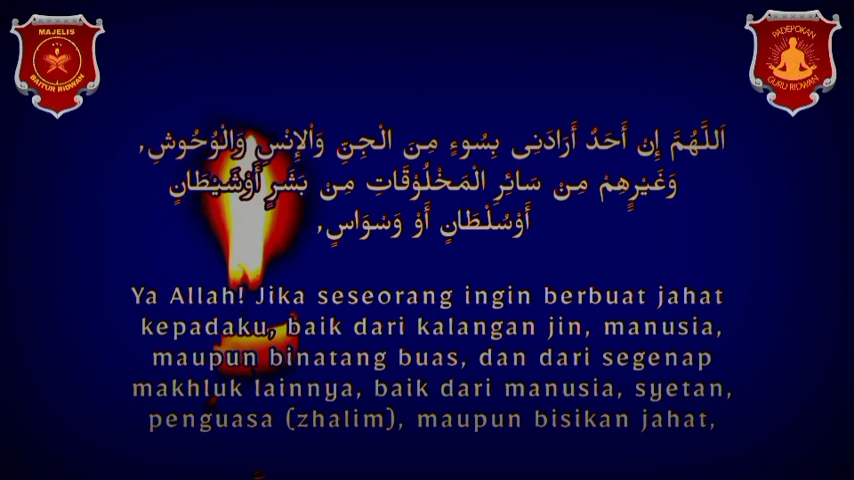 MAJELIS
BAITUR RIDWAN
PADEPOKAN
GURU RIDWAN
اَللَّهُمَّ إِن أَحَدٌ أَرَادَنِى بِسُوءٍ مِنَ الْجِنِّ وَاْلإِنْسِ وَالْوُحُوشِ,
وَغَيْرِهِمْ مِنْ سَائِرِ الْمَخْلُوْقَاتِ مِنْ بَشَرٍ أَوْشَيْطَانٍ
أَوْسُلْطَانٍ أَوْ وَسْوَاسٍ,
Ya Allah! Jika seseorang ingin berbuat jahat
kepadaku, baik dari kalangan jin, manusia,
maupun binatang buas, dan dari segenap
makhluk lainnya, baik dari manusia, syetan,
penguasa (zhalim), maupun bisikan jahat,